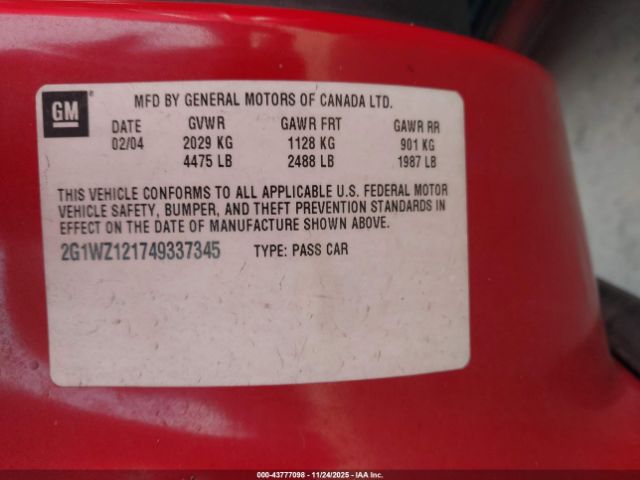 GM®
MFD BY GENERAL MOTORS OF CANADA LTD.
DATE GVWR GAWR FRT GAWR RR
02/04 2029 KG 1128 KG 901 KG
4475 LB 2488 LB 1987 LB
THIS VEHICLE CONFORMS TO ALL APPLICABLE U.S. FEDERAL MOTOR
VEHICLE SAFETY, BUMPER, AND THEFT PREVENTION STANDARDS IN
EFFECT ON THE DATE OF MANUFACTURE SHOWN ABOVE.
2G1WZ121749337345 TYPE: PASS CAR
000-43777098 - 11/24/2025 - IAA Inc.